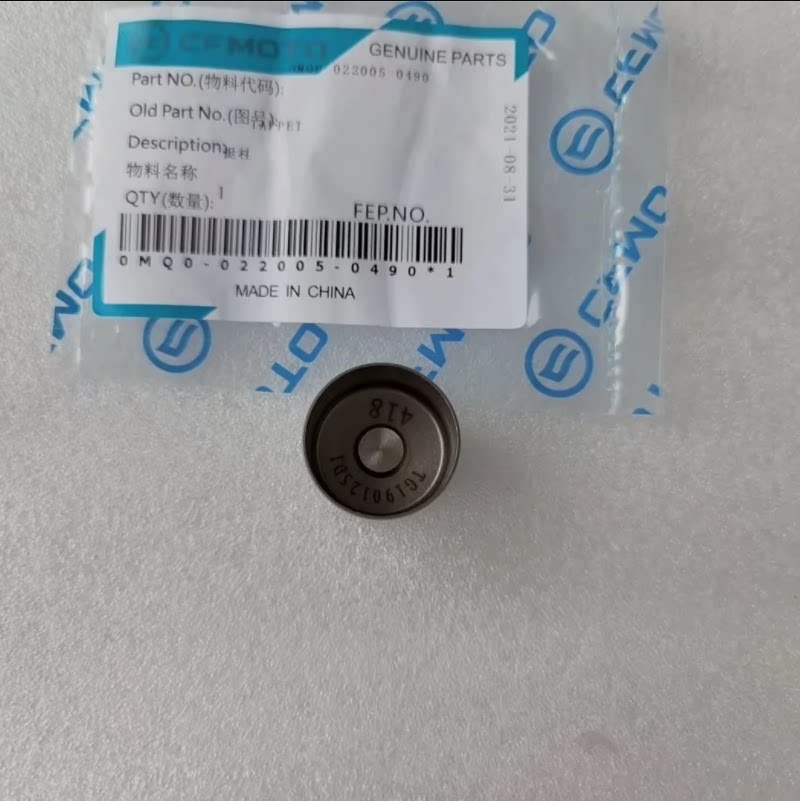 CFMOTO
GENUINE PARTS
022005-0490
Part NO.(物料代码):
Old Part No.(图号):
TAPPET
Description:
挺柱
物料名称
QTY(数量): 1
2021-08-31
FEP.NO.
0MQ0-022005-0490*1
MADE IN CHINA
418
TG190125D1